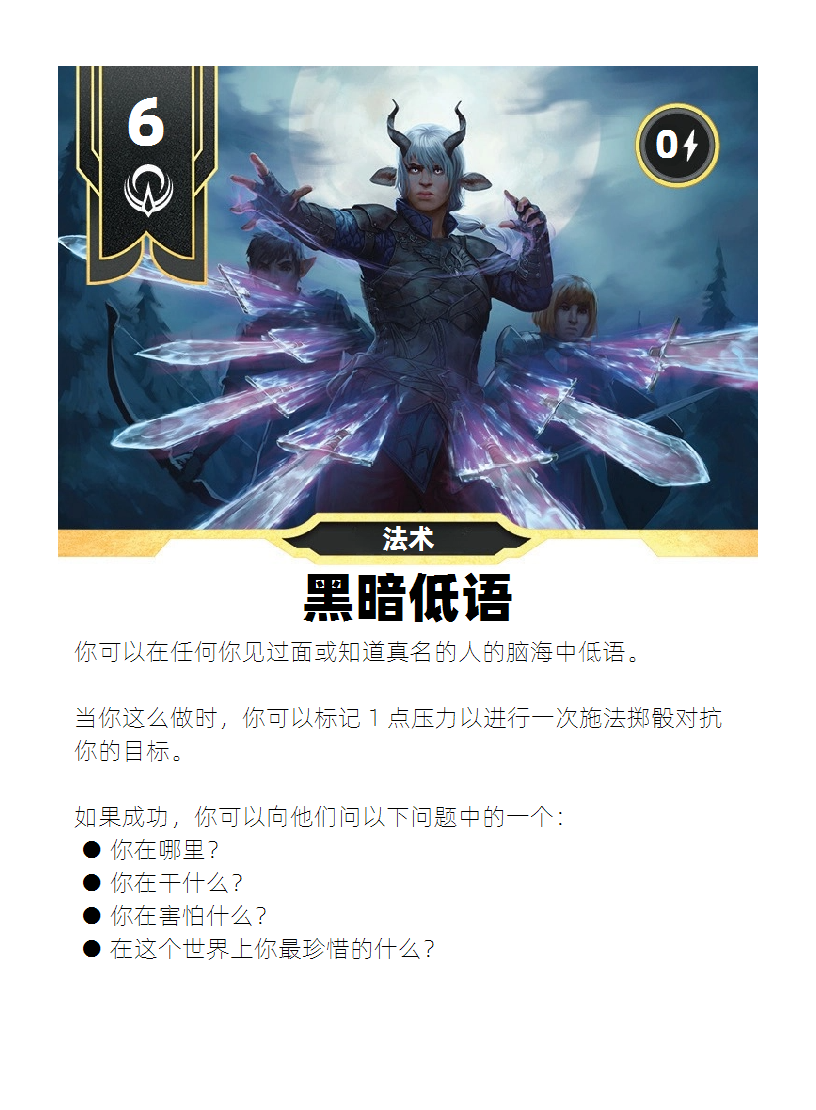 6
0
法术
黑暗低语
你可以在任何你见过面或知道真名的人的脑海中低语。
当你这么做时，你可以标记 1 点压力以进行一次施法掷骰对抗
你的目标。
如果成功，你可以向他们问以下问题中的一个：
● 你在哪里？
● 你在干什么？
● 你在害怕什么？
● 在这个世界上你最珍惜的什么？